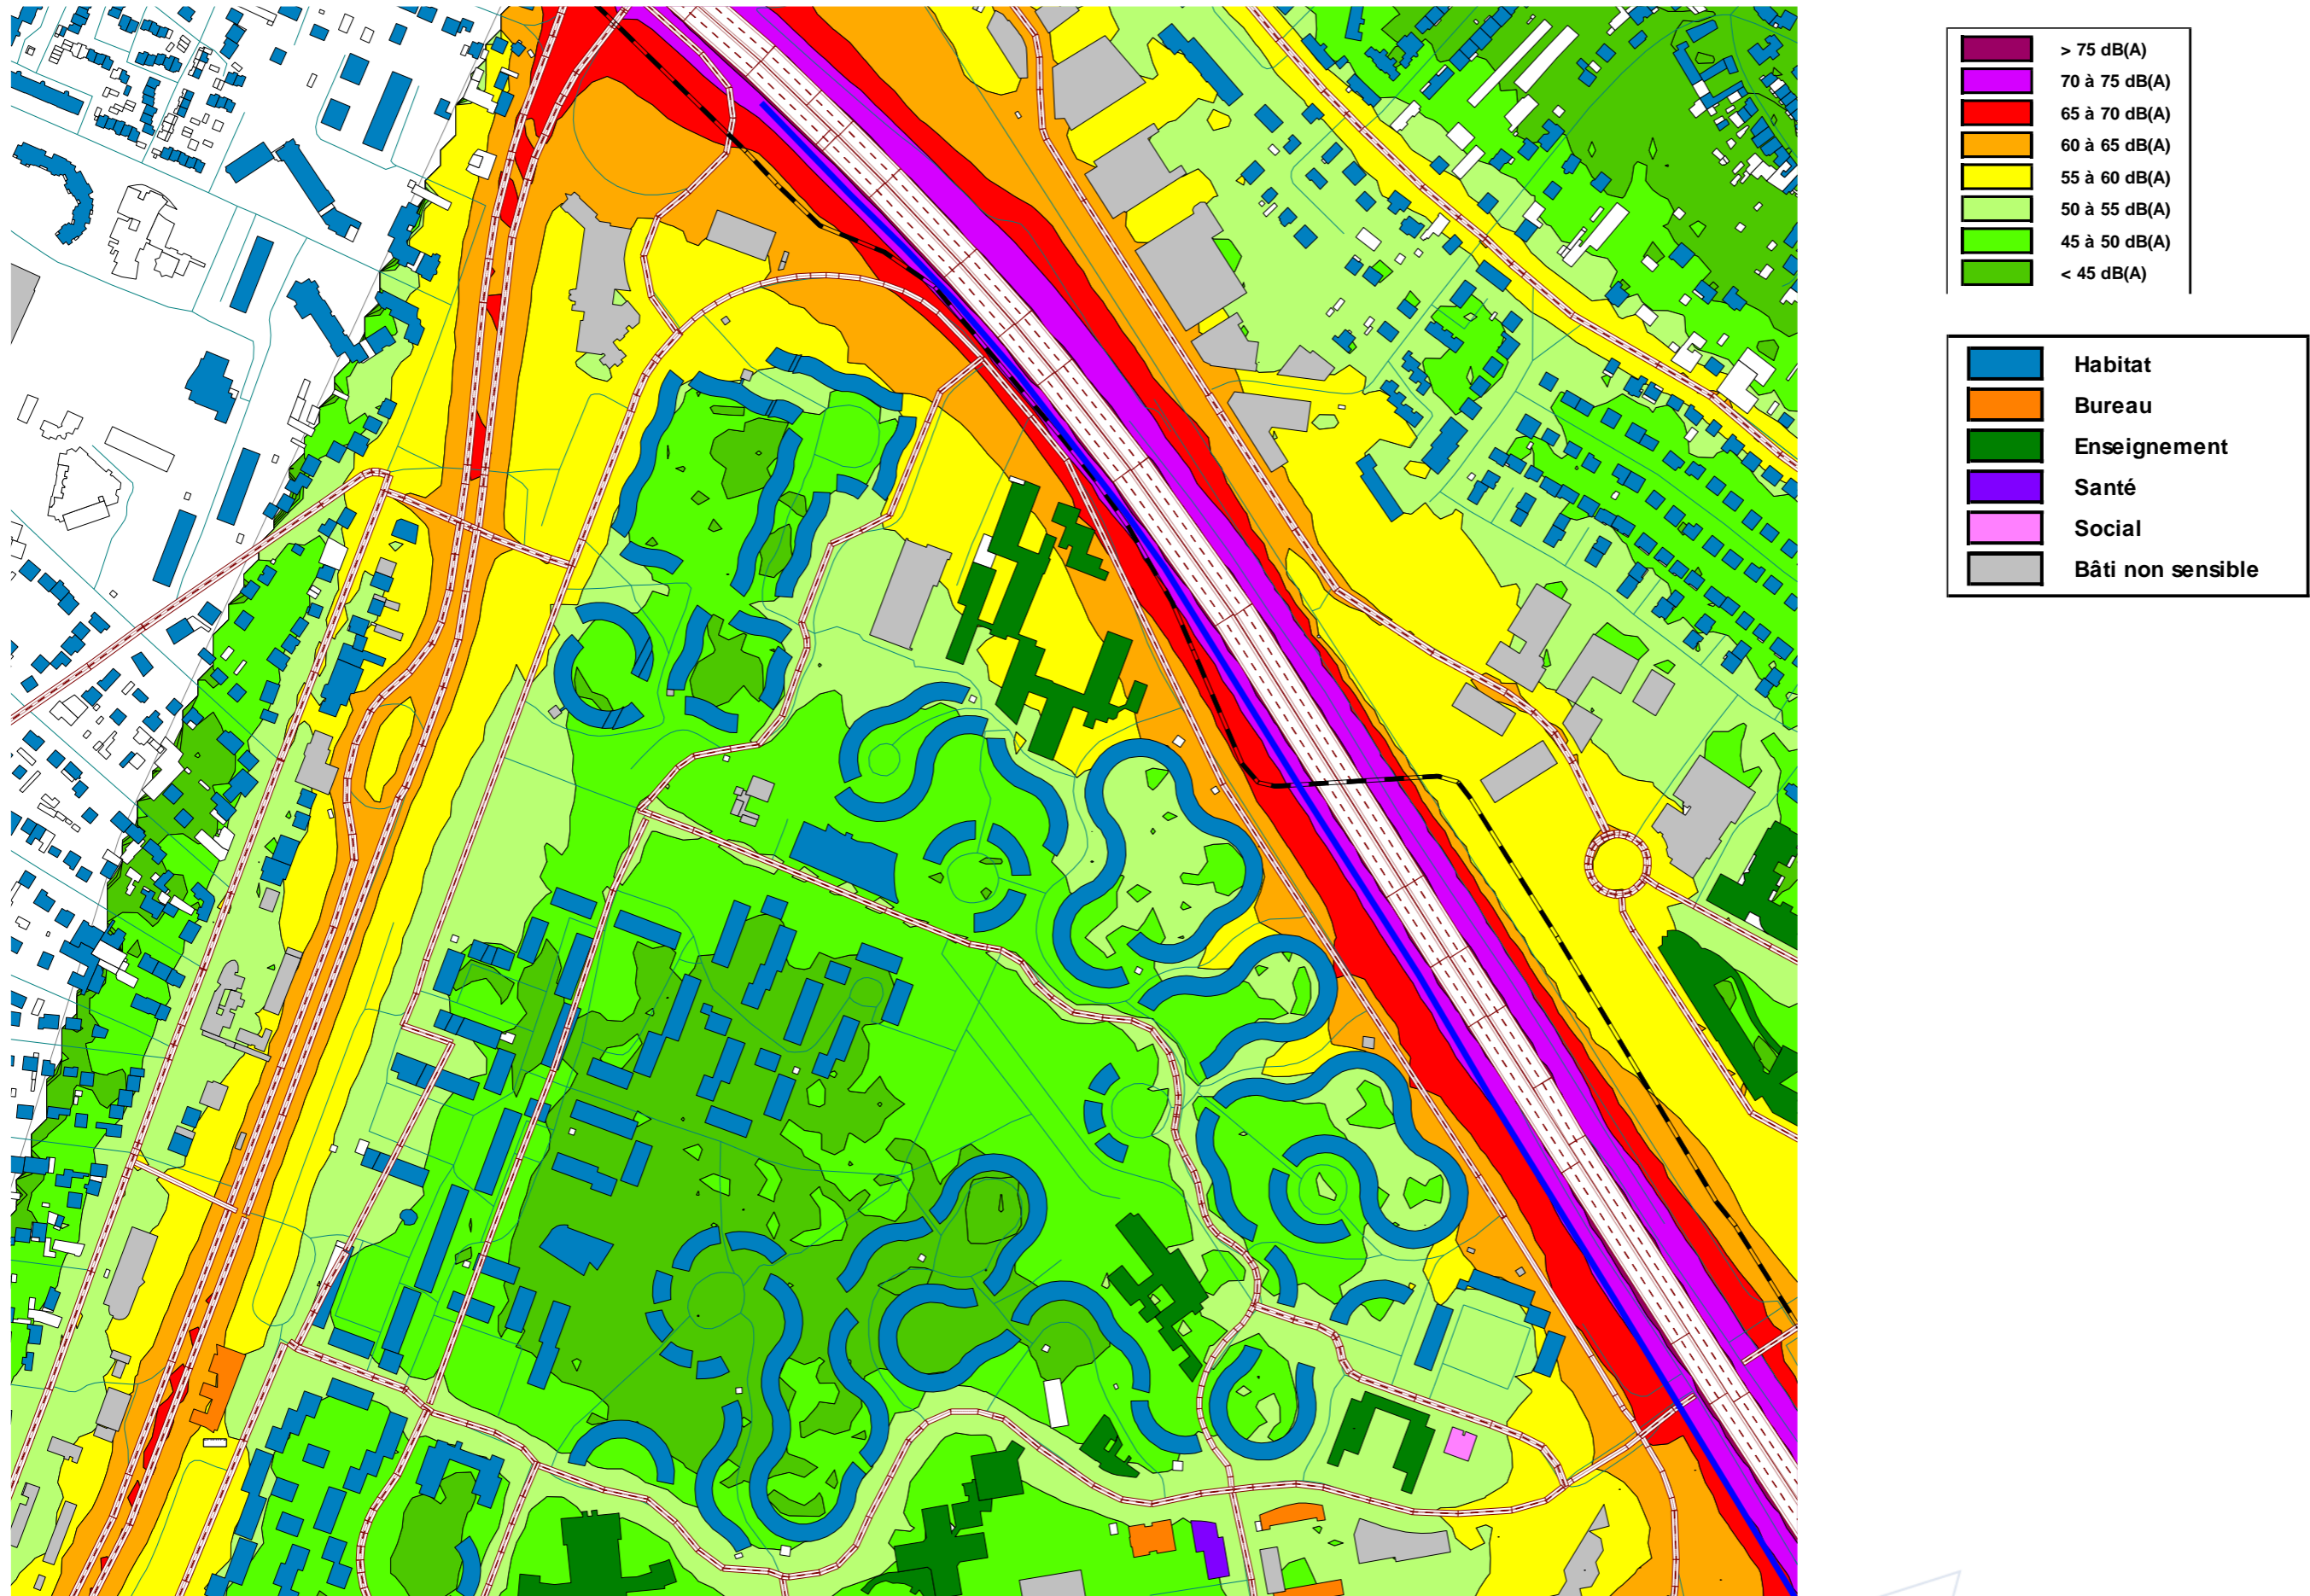 > 75 dB(A)
70 à 75 dB(A)
65 à 70 dB(A)
60 à 65 dB(A)
55 à 60 dB(A)
50 à 55 dB(A)
45 à 50 dB(A)
< 45 dB(A)
Habitat
Bureau
Enseignement
Santé
Social
Bâti non sensible